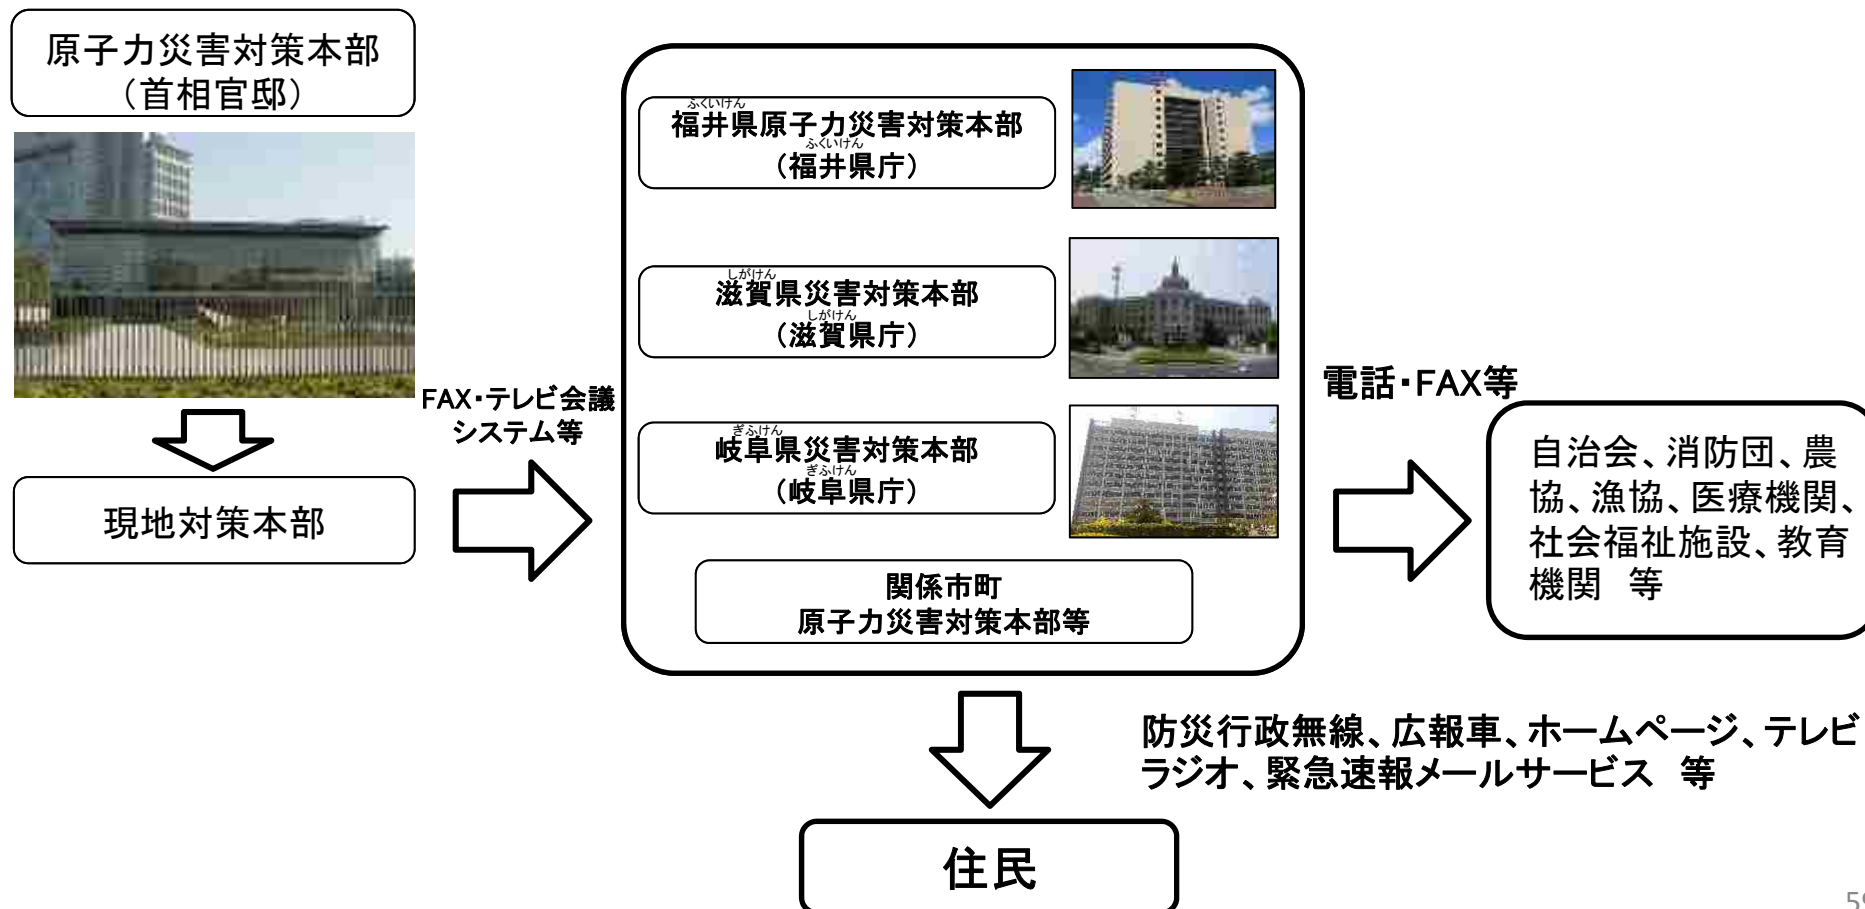 原子力災害対策本部
（首相官邸）
現地対策本部
FAX・テレビ会議
システム等
ふくいけん
福井県原子力災害対策本部
ふくいけん
（福井県庁）
しがけん
滋賀県災害対策本部
しがけん
（滋賀県庁）
ぎふけん
岐阜県災害対策本部
ぎふけん
（岐阜県庁）
関係市町
原子力災害対策本部等
電話・FAX等
自治会、消防団、農
協、漁協、医療機関、
社会福祉施設、教育
機関　等
防災行政無線、広報車、ホームページ、テレビ
ラジオ、緊急速報メールサービス　等
住民
59